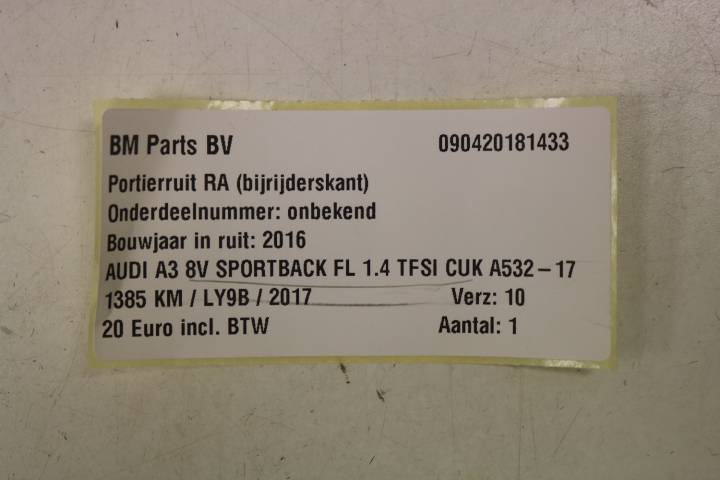 BM Parts BV 090420181433
Portierruit RA (bijrijderskant)
Onderdeelnummer: onbekend
Bouwjaar in ruit: 2016
AUDI A3 8V SPORTBACK FL 1.4 TFSI CUK A532-17
1385 KM / LY9B / 2017 Verz: 10
20 Euro incl. BTW Aantal: 1